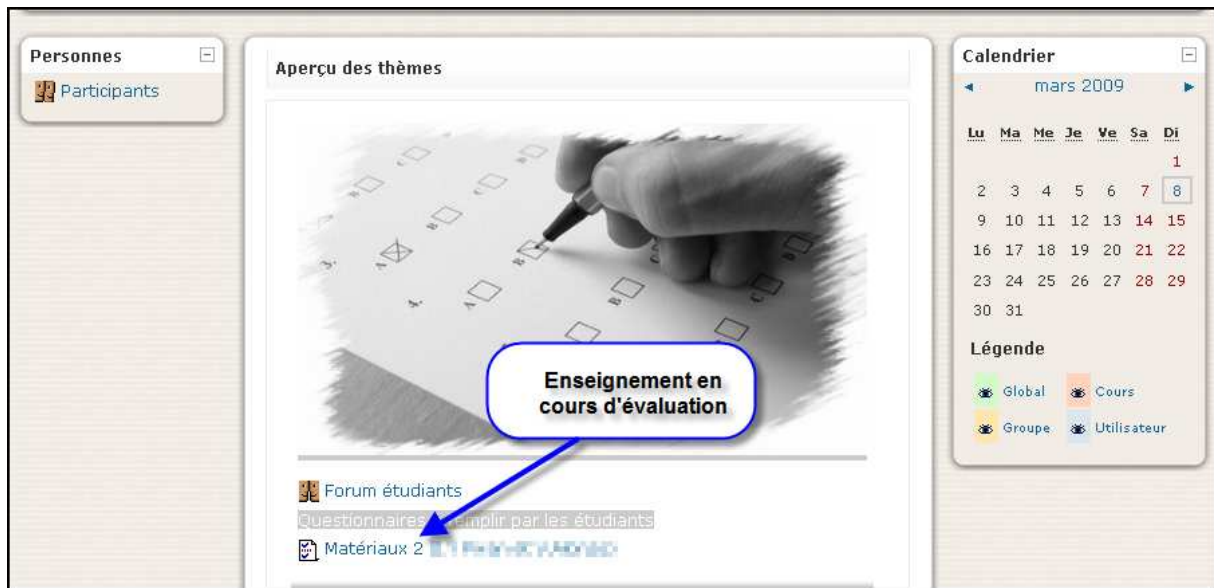 Personnes
Participants
Aperçu des thèmes
3. A B
4. A B C D
Enseignement en
cours d'évaluation
Forum étudiants
Questionnaires remplir par les étudiants
Matériaux 2
Calendrier
mars 2009
Lu Ma Me Je Ve Sa Di
1
2 3 4 5 6 7 8
9 10 11 12 13 14 15
16 17 18 19 20 21 22
23 24 25 26 27 28 29
30 31
Légende
Global Cours
Groupe Utilisateur